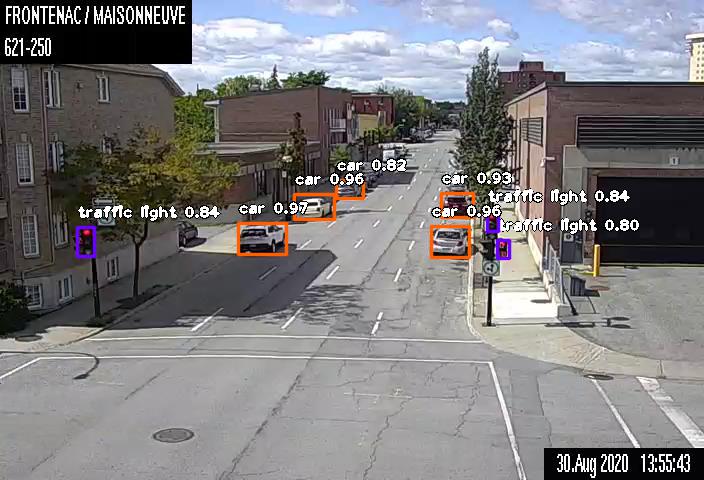 FRONTENAC / MAISONNEUVE
621-250
car 0.82
car 0.96
car 0.93
traffic light 0.84
traffic light 0.84
car 0.97
car 0.96
traffic light 0.80
30.Aug 2020 13:55:43